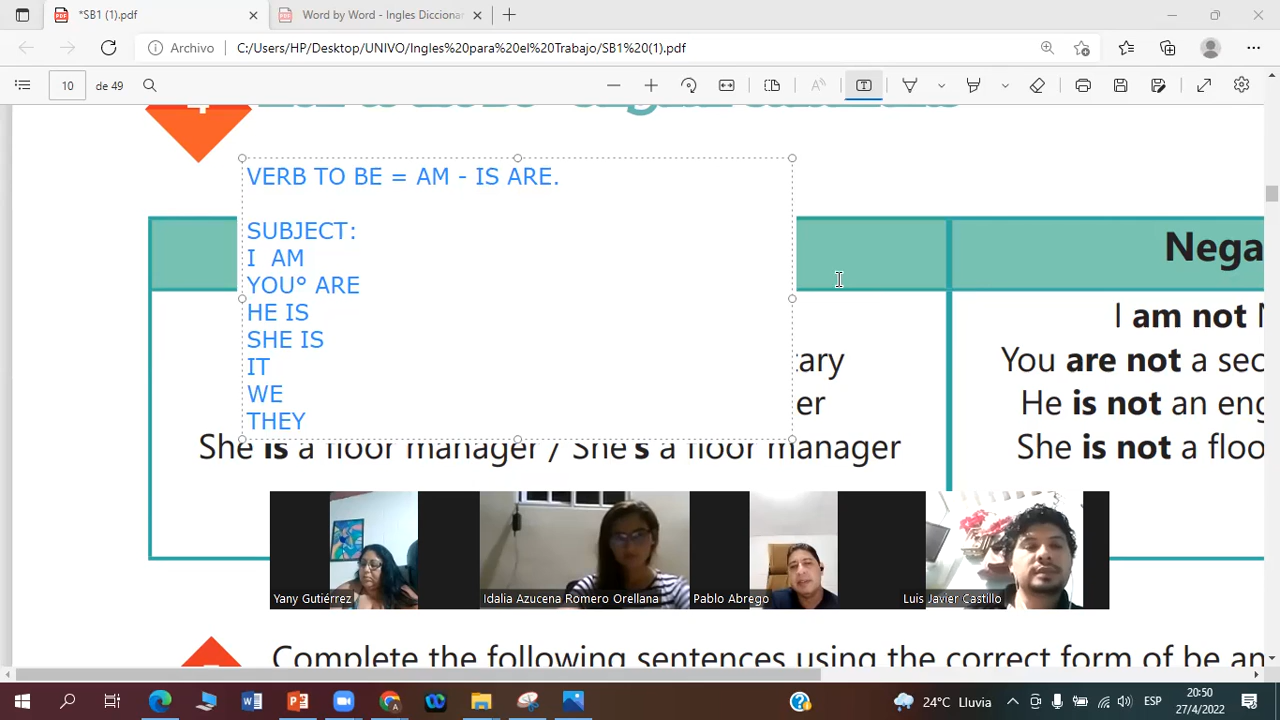 *SB1 (1).pdf
Word by Word - Ingles Dicciona
Archivo
C:/Users/HP/Desktop/UNIVO/Ingles%20para%20el%20Trabajo/SB1%20(1).pdf
10 de 49
VERB TO BE = AM - IS ARE.
SUBJECT:
I AM
YOU° ARE
HE IS
SHE IS
IT
WE
THEY
Nega
I am not
You are not a sec
He is not an eng
She is not a floo
tary
er
She is a floor manager / She's a floor manager
Yany Gutiérrez
Idalia Azucena Romero Orellana
Pablo Abrego
Luis Javier Castillo
Complete the following sentences using the correct form of be an
24°C Lluvia
ESP
20:50
27/4/2022